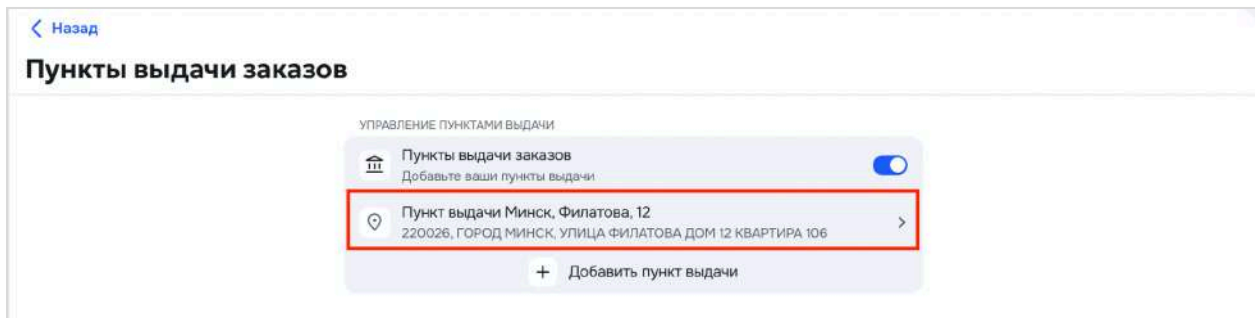 Назад
Пункты выдачи заказов
УПРАВЛЕНИЕ ПУНКТАМИ ВЫДАЧИ
Пункты выдачи заказов
Добавьте ваши пункты выдачи
Пункт выдачи Минск, Филатова, 12
220026, ГОРОД МИНСК, УЛИЦА ФИЛАТОВА ДОМ 12 КВАРТИРА 106
+ Добавить пункт выдачи